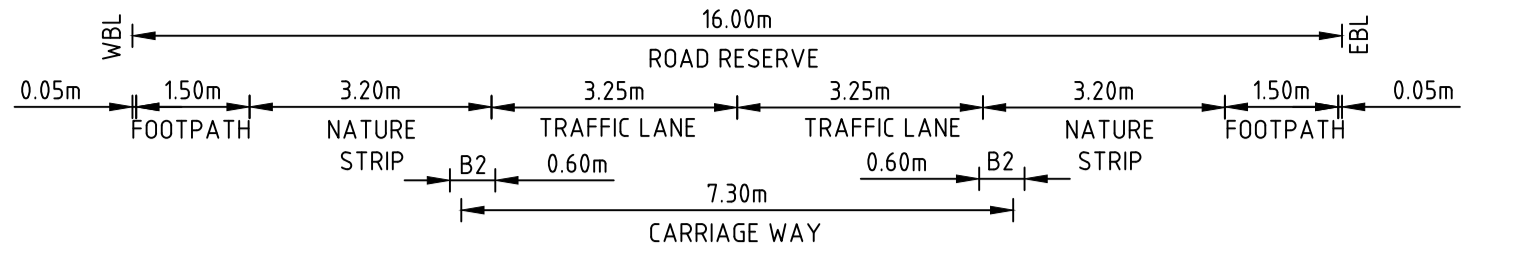 WBL
16.00m
EBL
ROAD RESERVE
0.05m 1.50m 3.20m 3.25m 3.25m 3.20m 1.50m 0.05m
FOOTPATH NATURE TRAFFIC LANE TRAFFIC LANE NATURE FOOTPATH
STRIP STRIP
B2 0.60m 0.60m B2
7.30m
CARRIAGE WAY